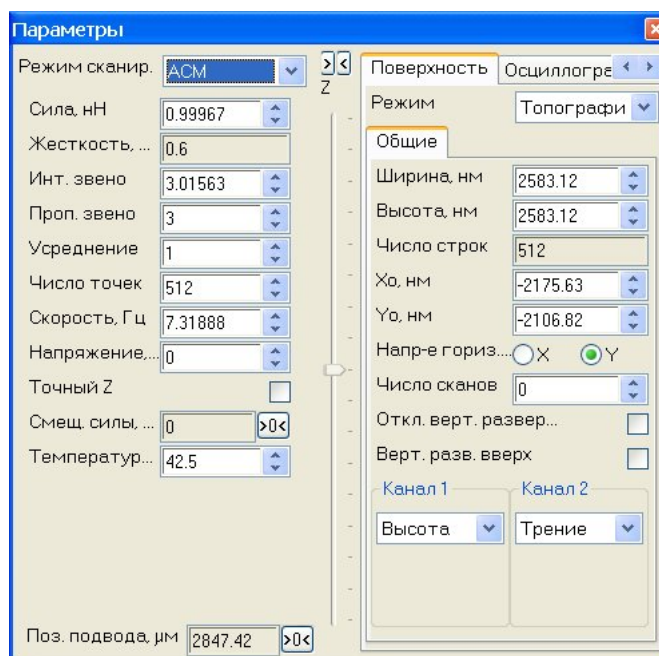 Параметры
Режим сканир. АСМ
Сила, нН 0.99967
Жесткость, ... 0.6
Инт. звено 3.01563
Проп. звено 3
Усреднение 1
Число точек 512
Скорость, Гц 7.31888
Напряжение,... 0
Точный Z
Смещ. силы, ... 0 >0<
Температур... 42.5
Поз. подвода, μm 2847.42 >0<
> <
Z
Поверхность Осциллогра
Режим Топографи
Общие
Ширина, нм 2583.12
Высота, нм 2583.12
Число строк 512
Xo, нм -2175.63
Yo, нм -2106.82
Напр-е гориз.... X Y
Число сканов 0
Откл. верт. развер...
Верт. разв. вверх
Канал 1 Канал 2
Высота Трение